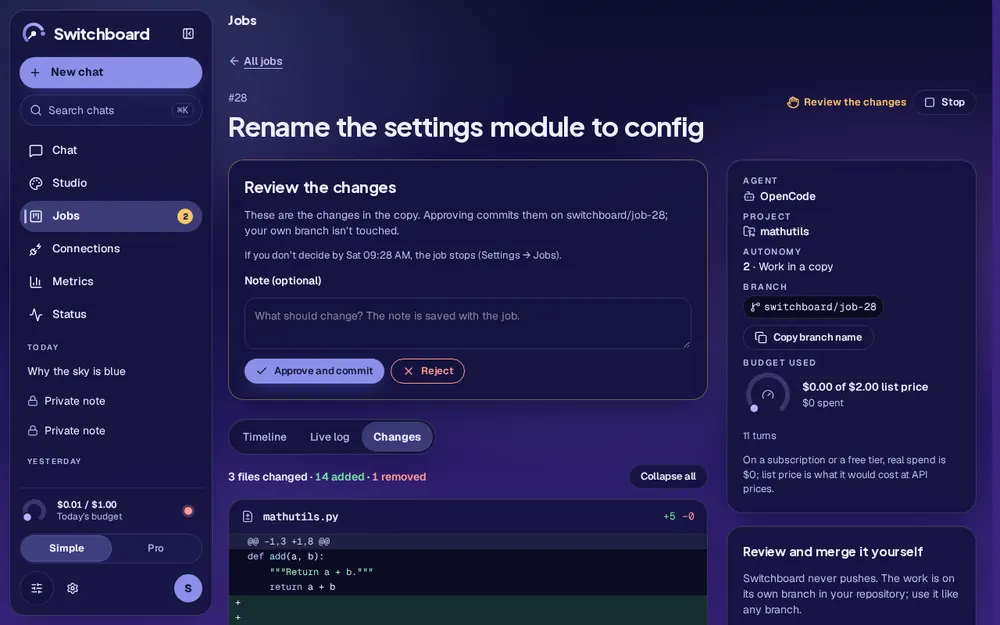 Switchboard
New chat
Search chats ⌘K
Chat
Studio
Jobs 2
Connections
Metrics
Status
TODAY
Why the sky is blue
Private note
Private note
YESTERDAY
$0.01 / $1.00
Today's budget
Simple Pro
S
Jobs
← All jobs
#28
Rename the settings module to config
Review the changes
Stop
Review the changes
These are the changes in the copy. Approving commits them on switchboard/job-28;
your own branch isn't touched.
If you don't decide by Sat 09:28 AM, the job stops (Settings → Jobs).
Note (optional)
What should change? The note is saved with the job.
Approve and commit Reject
Timeline Live log Changes
3 files changed · 14 added · 1 removed
Collapse all
mathutils.py +5 −0
@@ -1,3 +1,8 @@
def add(a, b):
"""Return a + b."""
return a + b
+
+
AGENT
OpenCode
PROJECT
mathutils
AUTONOMY
2 · Work in a copy
BRANCH
switchboard/job-28
Copy branch name
BUDGET USED
$0.00 of $2.00 list price
$0 spent
11 turns
On a subscription or a free tier, real spend is
$0; list price is what it would cost at API
prices.
Review and merge it yourself
Switchboard never pushes. The work is on
its own branch in your repository; use it like
any branch.